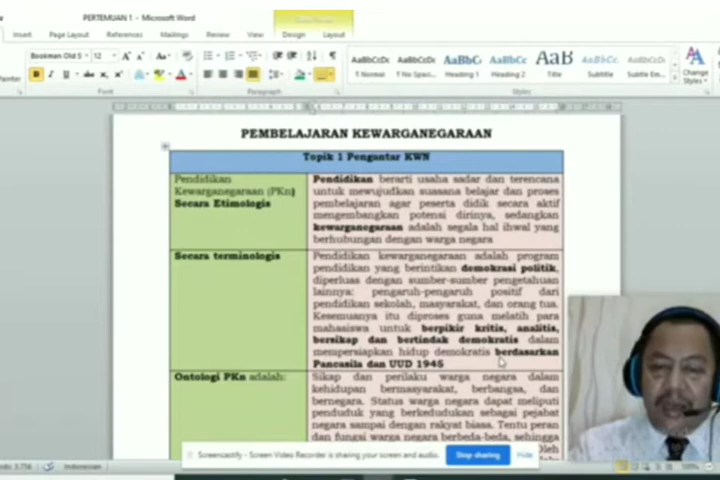 PERTEMUAN 1 - Microsoft Word
Insert Page Layout References Mailings Review View Design Layout
Bookman Old S 12
AaBbCcDc AaBbCcDc AaBbC AaBbCc AaB AaBbCc AaBbCcDc
Painter
¶ Normal ¶ No Spac... Heading 1 Heading 2 Title Subtitle Subtle Em... Change
Styles
Font Paragraph Styles
PEMBELAJARAN KEWARGANEGARAAN
Topik 1 Pengantar KWN
Pendidikan
Kewarganegaraan (PKn)
Secara Etimologis
Pendidikan berarti usaha sadar dan terencana
untuk mewujudkan suasana belajar dan proses
pembelajaran agar peserta didik secara aktif
mengembangkan potensi dirinya, sedangkan
kewarganegaraan adalah segala hal ihwal yang
berhubungan dengan warga negara
Secara terminologis
Pendidikan kewarganegaraan adalah program
pendidikan yang berintikan demokrasi politik,
diperluas dengan sumber-sumber pengetahuan
lainnya: pengaruh-pengaruh positif dari
pendidikan sekolah, masyarakat, dan orang tua.
Kesemuanya itu diproses guna melatih para
mahasiswa untuk berpikir kritis, analitis,
bersikap dan bertindak demokratis dalam
mempersiapkan hidup demokratis berdasarkan
Pancasila dan UUD 1945
Ontologi PKn adalah:
Sikap dan perilaku warga negara dalam
kehidupan bermasyarakat, berbangsa, dan
bernegara. Status warga negara dapat meliputi
penduduk yang berkedudukan sebagai pejabat
negara sampai dengan rakyat biasa. Tentu peran
dan fungsi warga negara berbeda-beda, sehingga
Oleh
Screencastify - Screen Video Recorder is sharing your screen and audio.
Stop sharing
Hide
3.756 Indonesian
100%